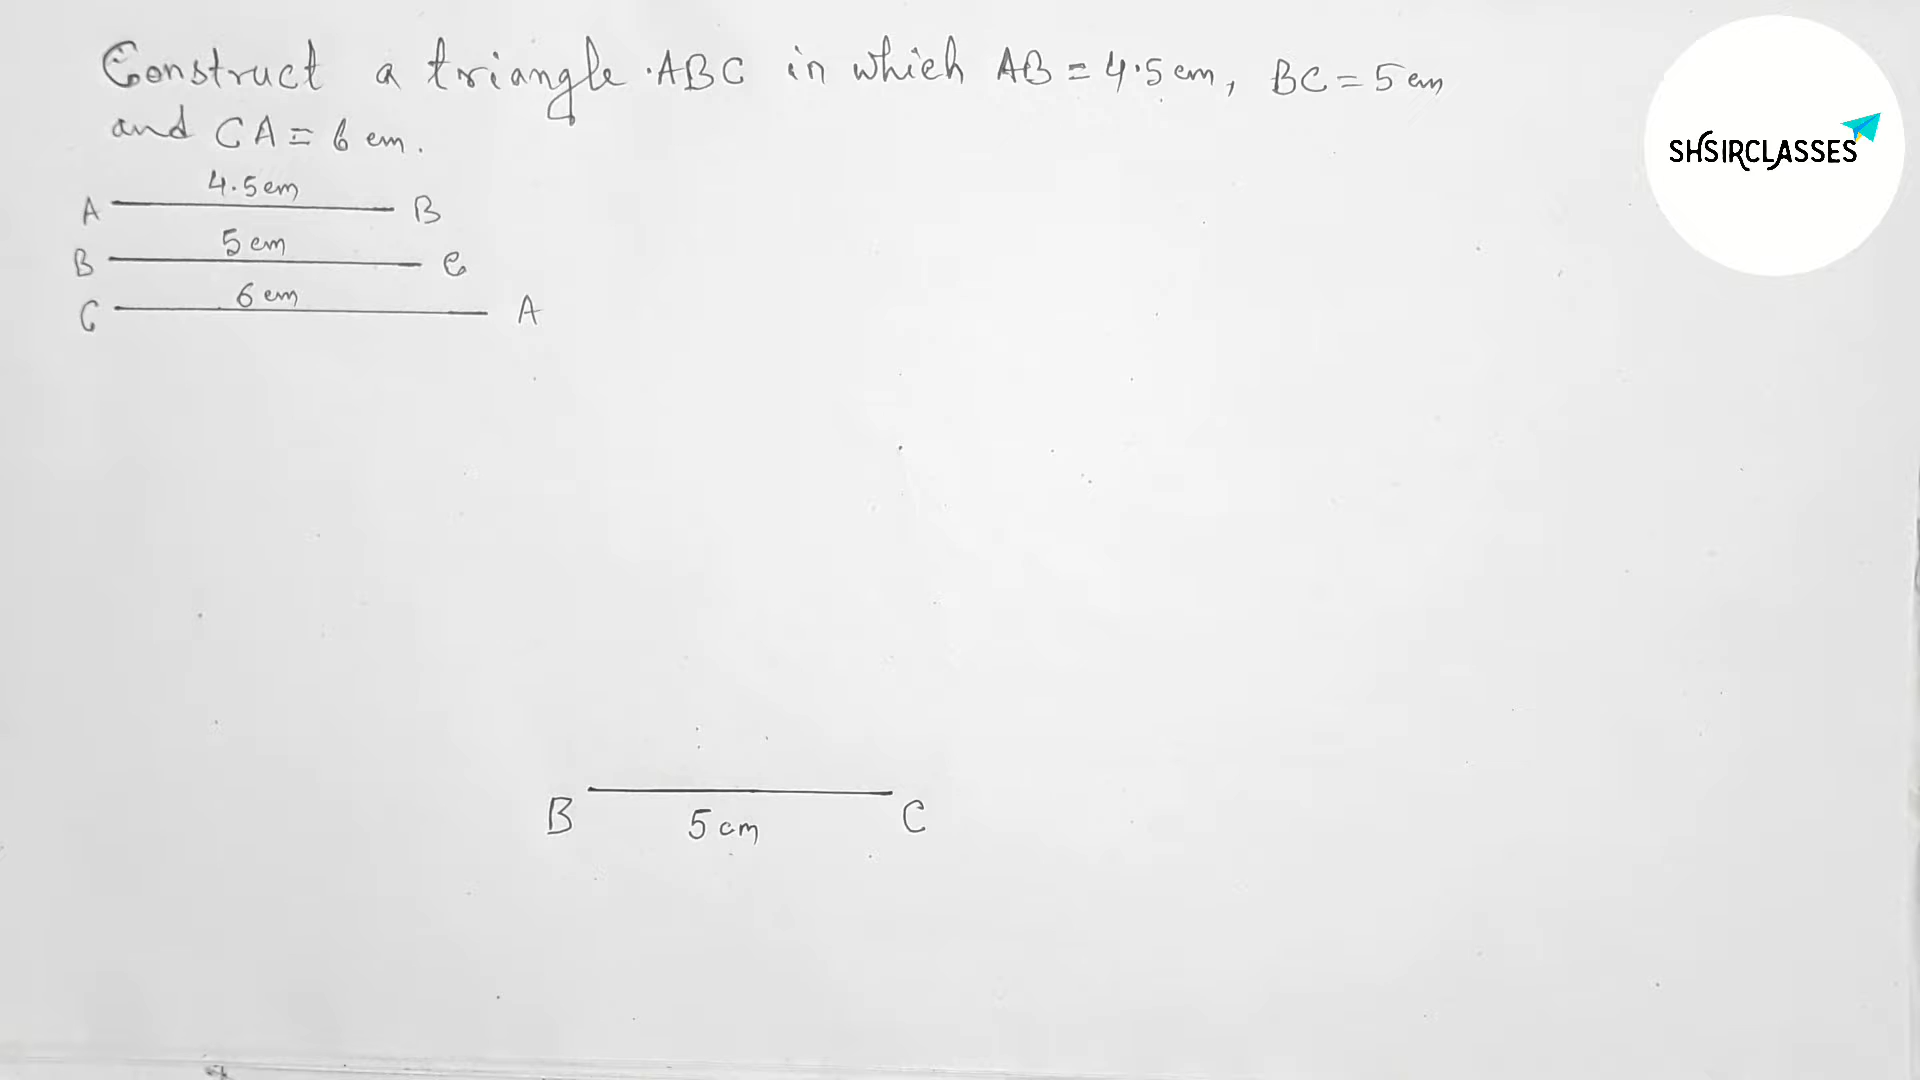 Construct a triangle ABC in which AB = 4.5 cm, BC = 5 cm
and CA = 6 cm.
SHSIRCLASSES
4.5 cm
A B
5 cm
B C
6 cm
C A
B C
5 cm